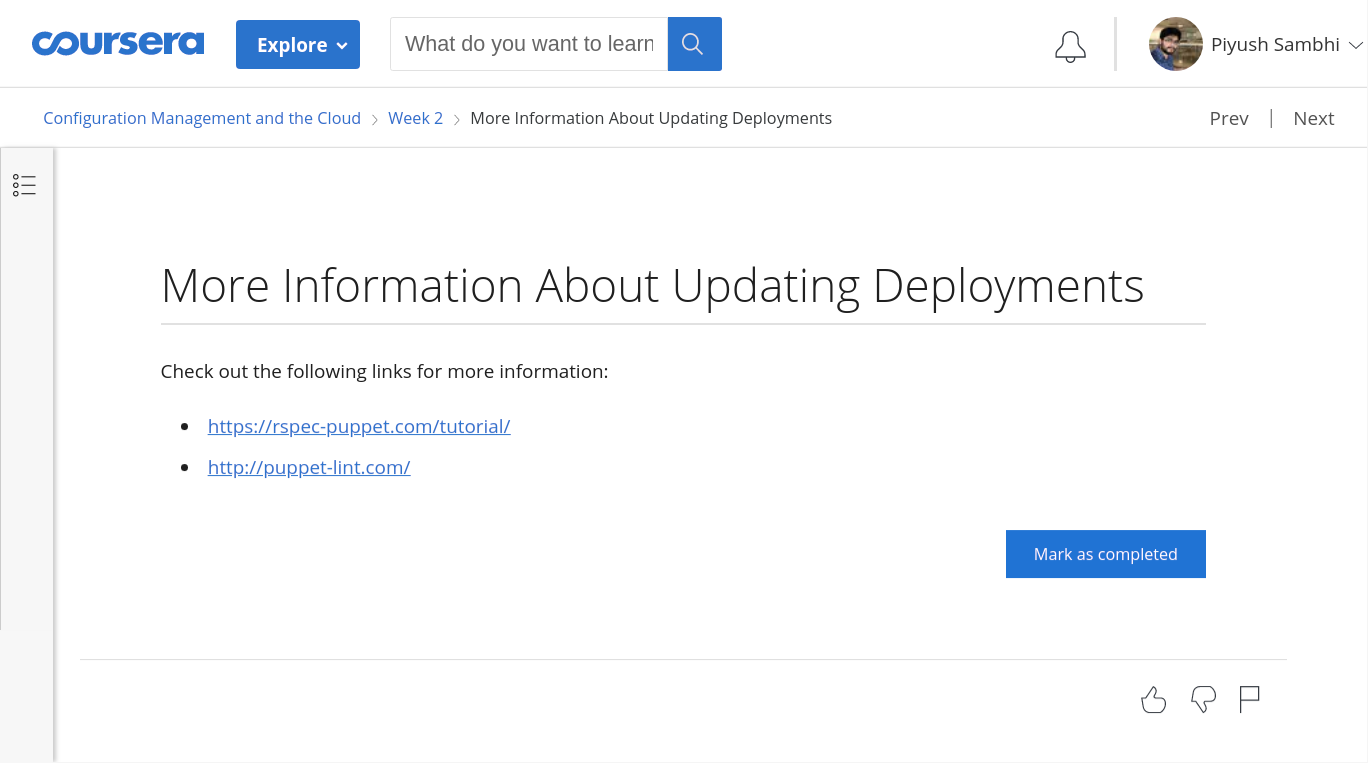 coursera
Explore
What do you want to learn
Piyush Sambhi
Configuration Management and the Cloud > Week 2 > More Information About Updating Deployments
Prev | Next
More Information About Updating Deployments
Check out the following links for more information:
• https://rspec-puppet.com/tutorial/
• http://puppet-lint.com/
Mark as completed